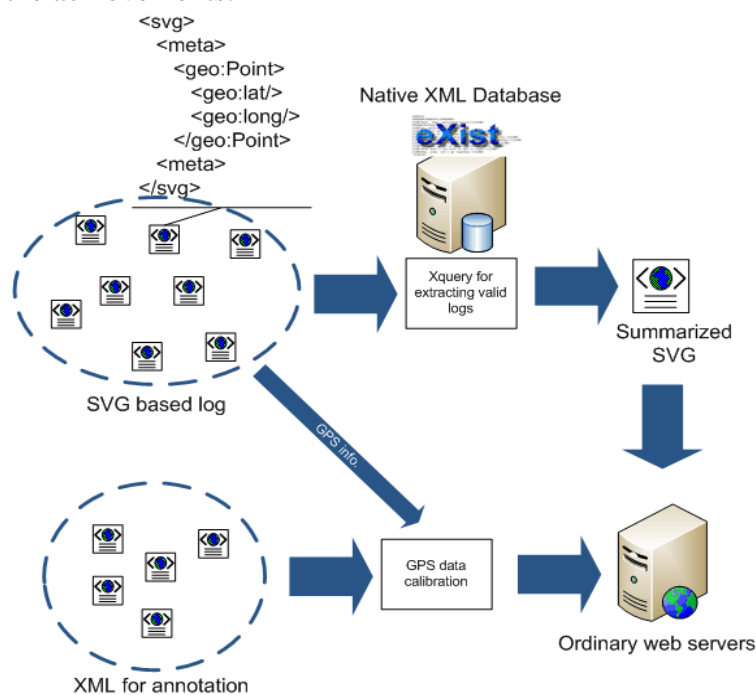 <svg>
<meta>
<geo:Point>
<geo:lat/>
<geo:long/>
</geo:Point>
<meta>
</svg>
Native XML Database
eXist
Xquery for
extracting valid
logs
Summarized
SVG
SVG based log
GPS info.
GPS data
calibration
Ordinary web servers
XML for annotation